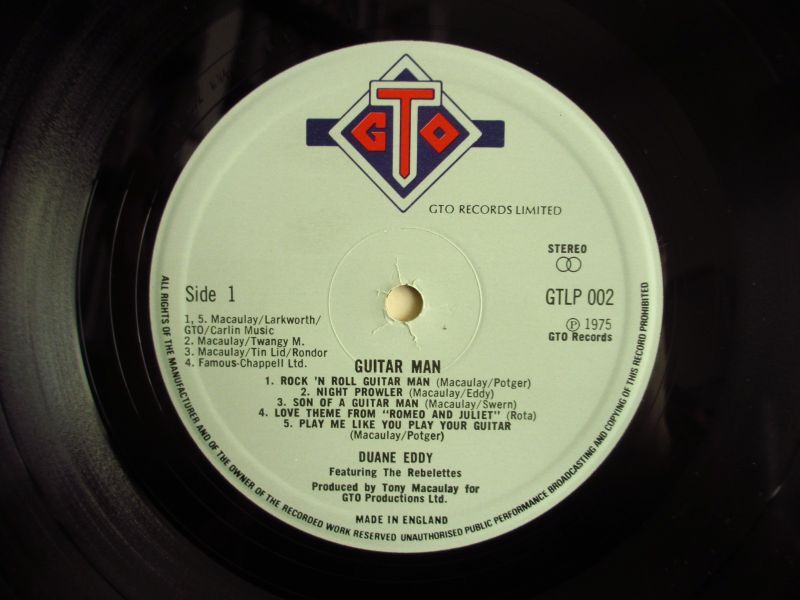 GTO
GTO RECORDS LIMITED
STEREO
Side 1
GTLP 002
1, 5. Macaulay/Larkworth/
GTO/Carlin Music
2. Macaulay/Twangy M.
3. Macaulay/Tin Lid/Rondor
4. Famous-Chappell Ltd.
Ⓟ 1975
GTO Records
GUITAR MAN
1. ROCK 'N ROLL GUITAR MAN (Macaulay/Potger)
2. NIGHT PROWLER (Macaulay/Eddy)
3. SON OF A GUITAR MAN (Macaulay/Swern)
4. LOVE THEME FROM "ROMEO AND JULIET" (Rota)
5. PLAY ME LIKE YOU PLAY YOUR GUITAR
(Macaulay/Potger)
DUANE EDDY
Featuring The Rebelettes
Produced by Tony Macaulay for
GTO Productions Ltd.
MADE IN ENGLAND
ALL RIGHTS OF THE MANUFACTURER AND OF THE OWNER OF THE RECORDED WORK RESERVED UNAUTHORISED PUBLIC PERFORMANCE BROADCASTING AND COPYING OF THIS RECORD PROHIBITED